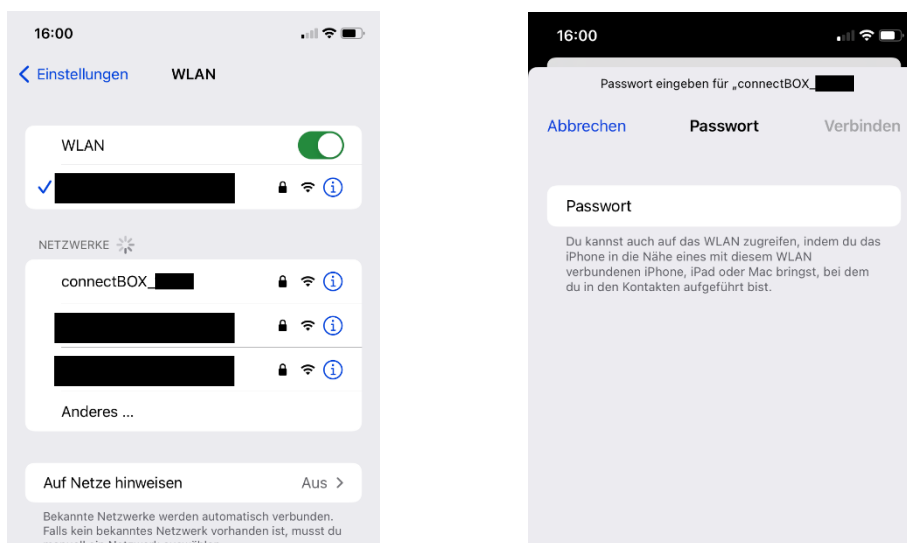 16:00
Einstellungen WLAN
WLAN
NETZWERKE
connectBOX_
Anderes ...
Auf Netze hinweisen Aus
Bekannte Netzwerke werden automatisch verbunden.
Falls kein bekanntes Netzwerk vorhanden ist, musst du
16:00
Passwort eingeben für „connectBOX_
Abbrechen Passwort Verbinden
Passwort
Du kannst auch auf das WLAN zugreifen, indem du das
iPhone in die Nähe eines mit diesem WLAN
verbundenen iPhone, iPad oder Mac bringst, bei dem
du in den Kontakten aufgeführt bist.